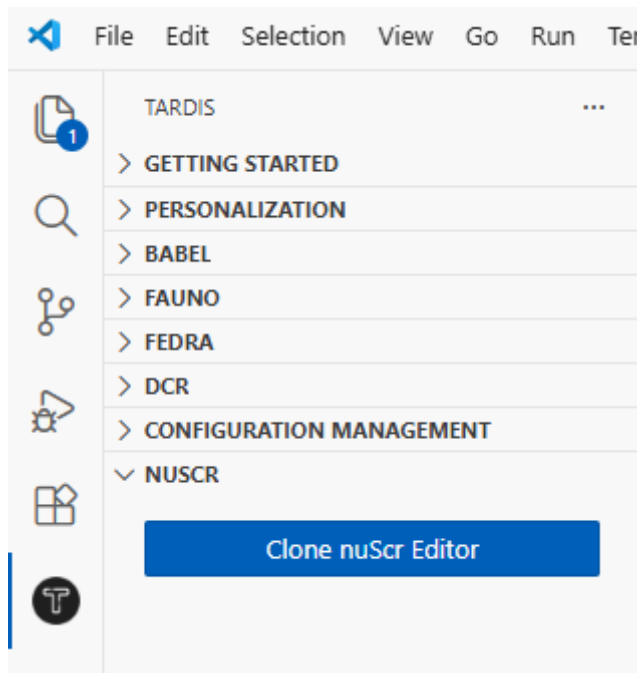 File Edit Selection View Go Run Ter
TARDIS
1
GETTING STARTED
PERSONALIZATION
BABEL
FAUNO
FEDRA
DCR
CONFIGURATION MANAGEMENT
NUSCR
Clone nuScr Editor
T